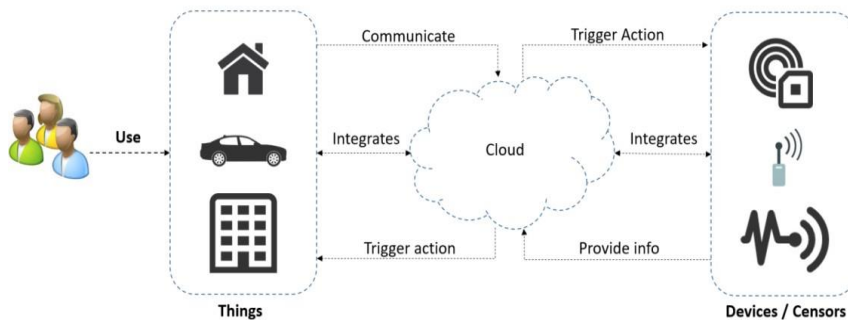 Communicate
Trigger Action
Use
Integrates
Cloud
Integrates
Trigger action
Provide info
Things
Devices / Censors